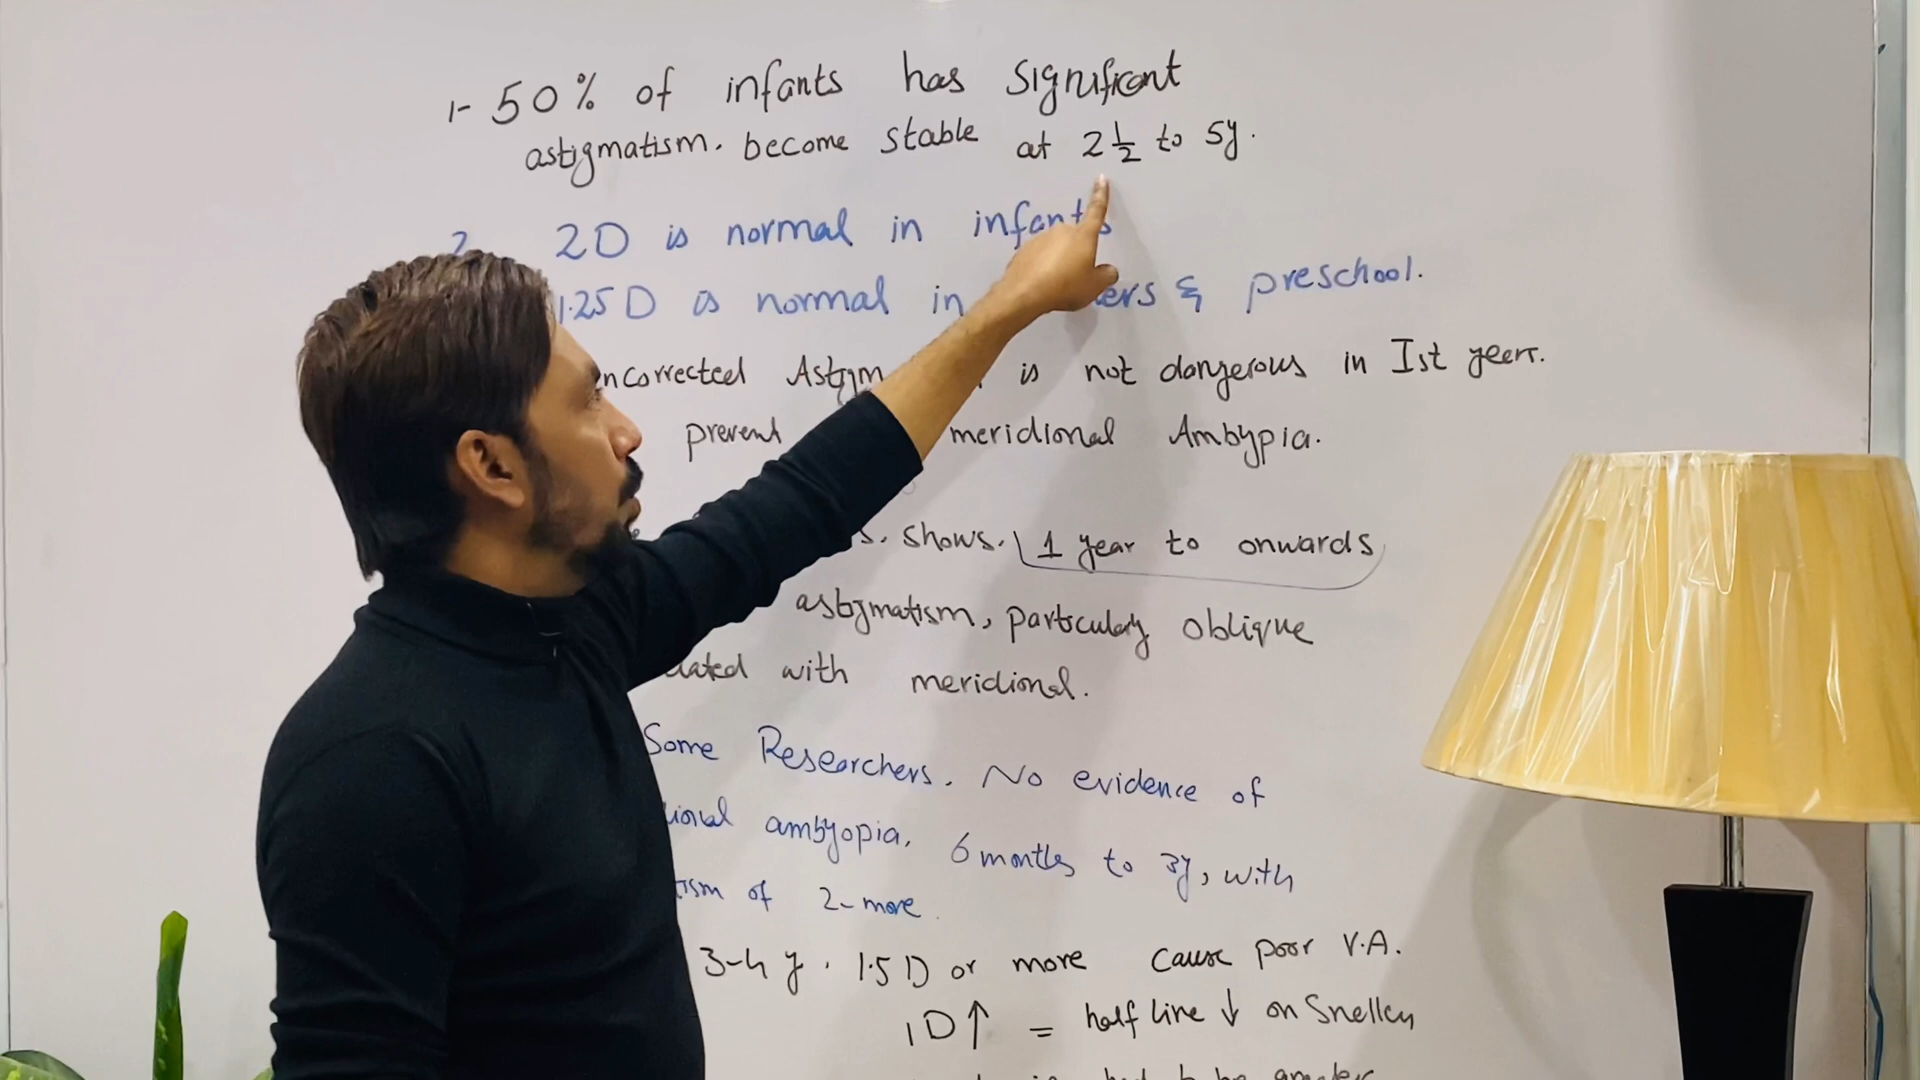 1- 50% of infants has significant
astigmatism. become stable at 2 1/2 to 5y.
2 2D is normal in infants
1.25 D is normal in & preschool.
ncorrected Astigm is not dangerous in Ist year.
prevent meridional Ambypia.
s. shows. 1 year to onwards
astigmatism, particularly oblique
lated with meridional.
Some Researchers. No evidence of
ional ambyopia, 6 months to 3y, with
ism of 2- more.
3-4 y. 1.5 D or more cause poor V.A.
1D↑ = half line ↓ on Snellen